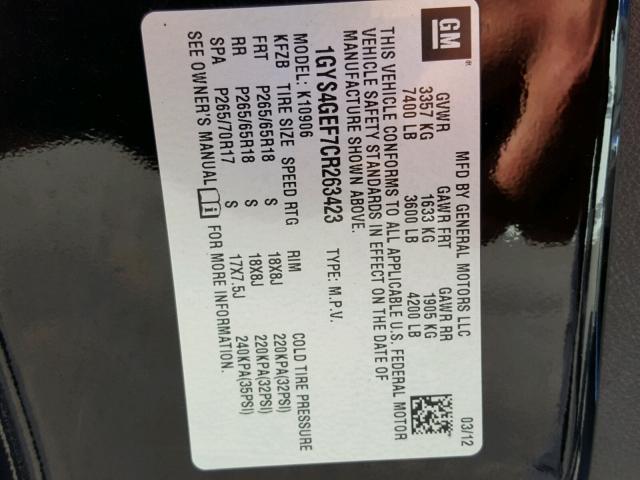 GM
MFD BY GENERAL MOTORS LLC 03/12
GVWR GAWR FRT GAWR RR
3357 KG 1633 KG 1905 KG
7400 LB 3600 LB 4200 LB
THIS VEHICLE CONFORMS TO ALL APPLICABLE U.S. FEDERAL MOTOR
VEHICLE SAFETY STANDARDS IN EFFECT ON THE DATE OF
MANUFACTURE SHOWN ABOVE.
1GYS4GEF7CR263423 TYPE: M.P.V.
MODEL: K10906
KFZB TIRE SIZE SPEED RTG RIM COLD TIRE PRESSURE
FRT P265/65R18 S 18X8J 220KPA(32PSI)
RR P265/65R18 S 18X8J 220KPA(32PSI)
SPA P265/70R17 S 17X7.5J 240KPA(35PSI)
SEE OWNER'S MANUAL FOR MORE INFORMATION.